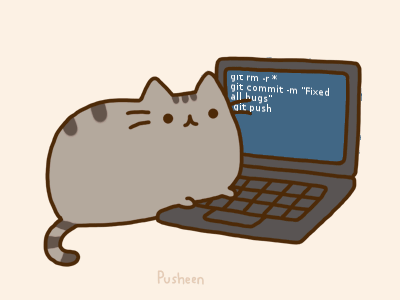 git rm -r *
git commit -m "Fixed
all bugs"
git push
Pusheen